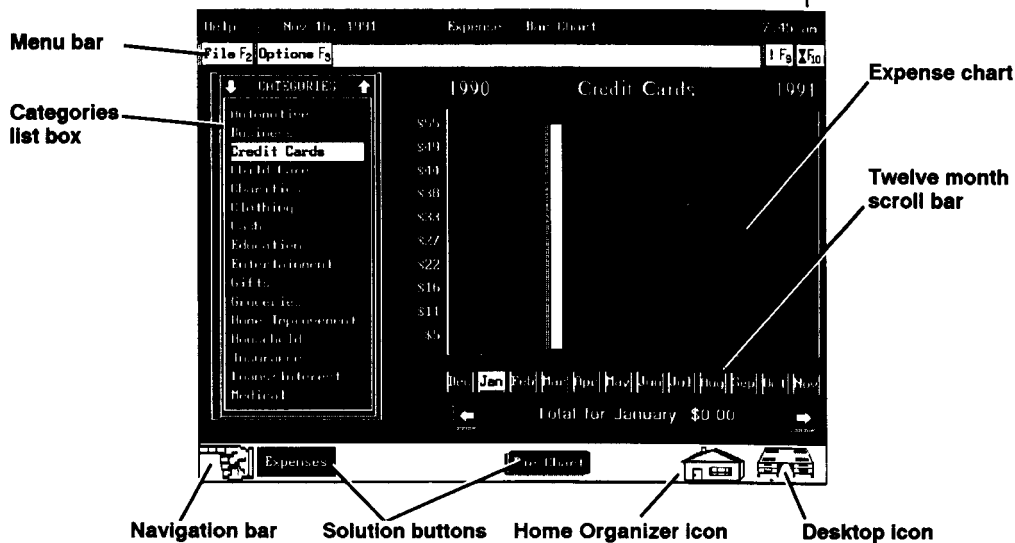 Help Nov 16, 1991 Expense Bar Chart 7:45 am
Menu bar
File F2 Options F3 ! F9 F10
CATEGORIES
1990 Credit Cards 1991
Expense chart
Categories
list box
Automotive
Business
Credit Cards
Child Care
Charities
Clothing
Cash
Education
Entertainment
Gifts
Groceries
Home Improvement
Household
Insurance
Loans/Interest
Medical
$55
$49
$44
$38
$33
$27
$22
$16
$11
$5
Twelve month
scroll bar
Dec Jan Feb Mar Apr May Jun Jul Aug Sep Oct Nov
Total for January $0.00
Expenses Chart
Navigation bar Solution buttons Home Organizer icon Desktop icon